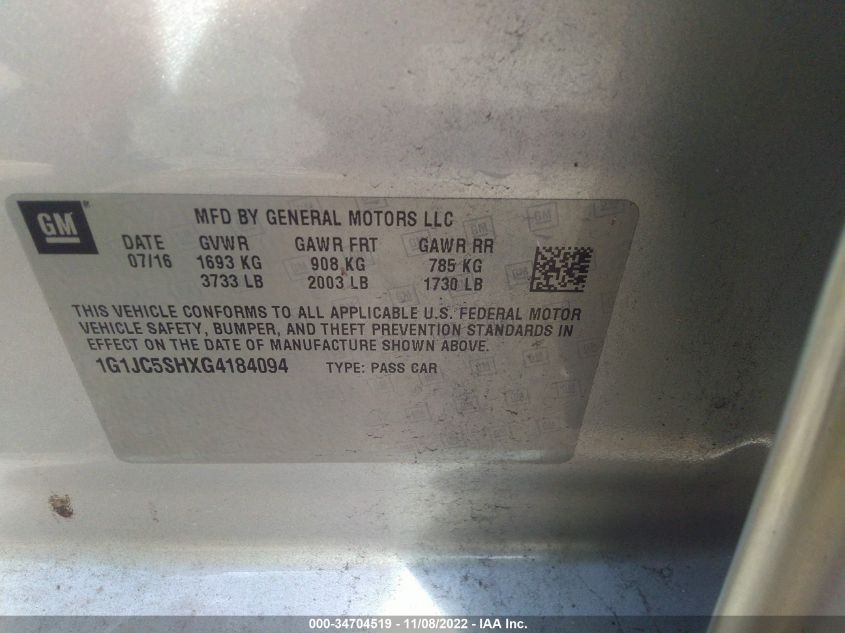 GM
MFD BY GENERAL MOTORS LLC
DATE GVWR GAWR FRT GAWR RR
07/16 1693 KG 908 KG 785 KG
3733 LB 2003 LB 1730 LB
THIS VEHICLE CONFORMS TO ALL APPLICABLE U.S. FEDERAL MOTOR
VEHICLE SAFETY, BUMPER, AND THEFT PREVENTION STANDARDS IN
EFFECT ON THE DATE OF MANUFACTURE SHOWN ABOVE.
1G1JC5SHXG4184094 TYPE: PASS CAR
000-34704519 - 11/08/2022 - IAA Inc.